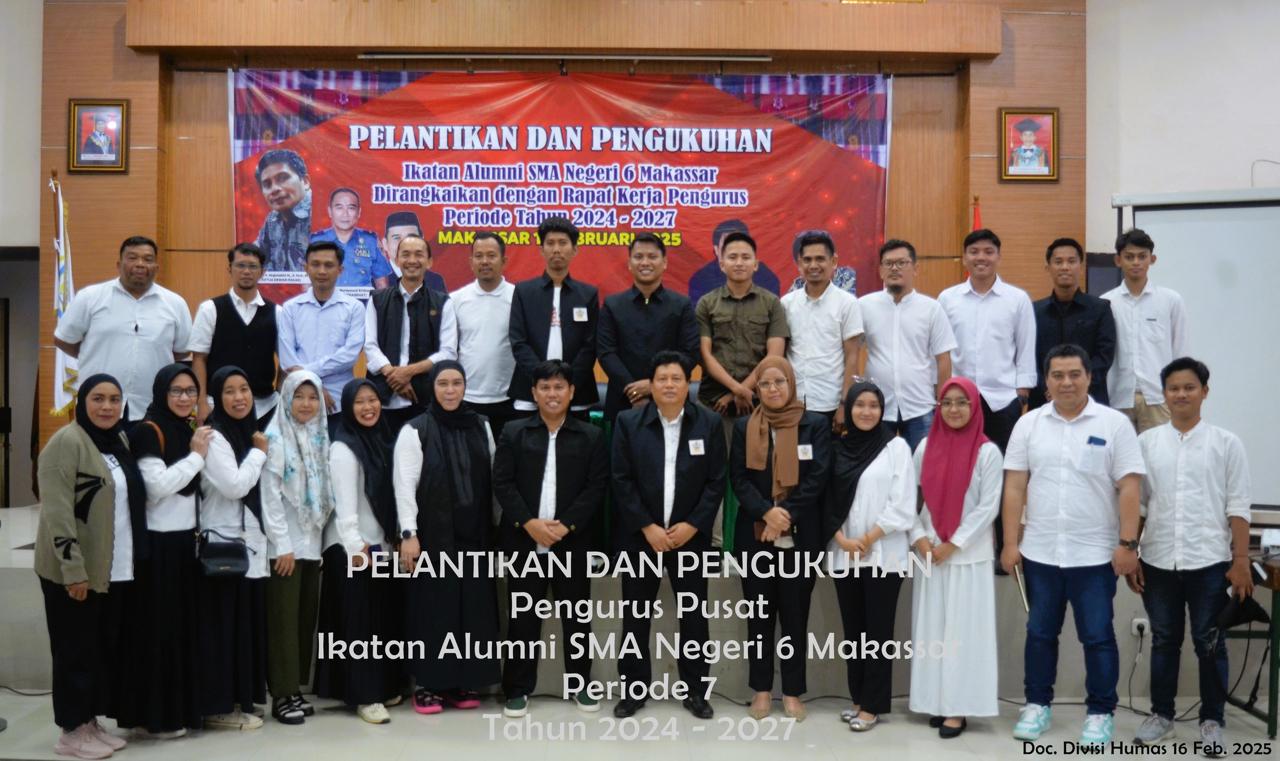 PELANTIKAN DAN PENGUKUHAN
Ikatan Alumni SMA Negeri 6 Makassar
Dirangkaikan dengan Rapat Kerja Pengurus
Periode Tahun 2024 - 2027
2025
PELANTIKAN DAN PENGUKUHAN
Pengurus Pusat
Ikatan Alumni SMA Negeri 6 Makassar
Periode 7
Tahun 2024 - 2027
Doc. Divisi Humas 16 Feb. 2025